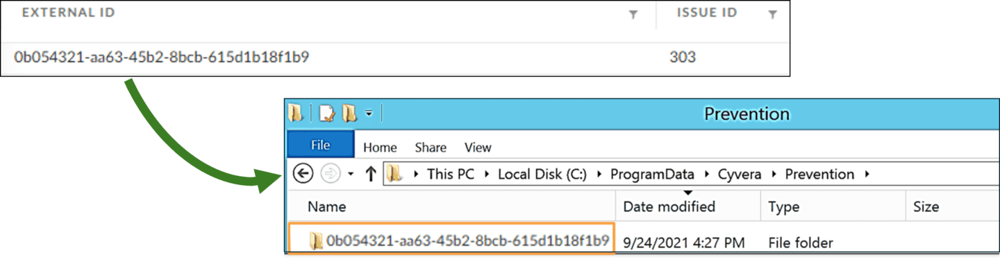 EXTERNAL ID ISSUE ID
0b054321-aa63-45b2-8bcb-615d1b18f1b9 303
Prevention
File Home Share View
This PC Local Disk (C:) ProgramData Cyvera Prevention
Name Date modified Type Size
0b054321-aa63-45b2-8bcb-615d1b18f1b9 9/24/2021 4:27 PM File folder